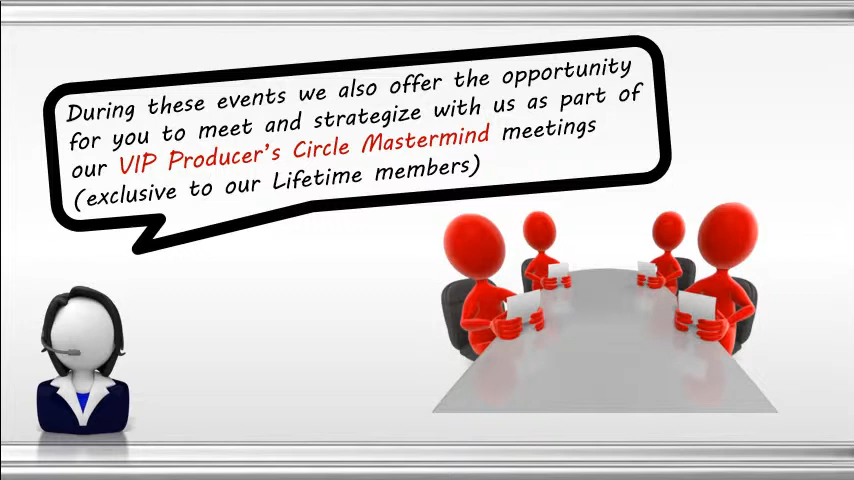 During these events we also offer the opportunity
for you to meet and strategize with us as part of
our VIP Producer's Circle Mastermind meetings
(exclusive to our Lifetime members)